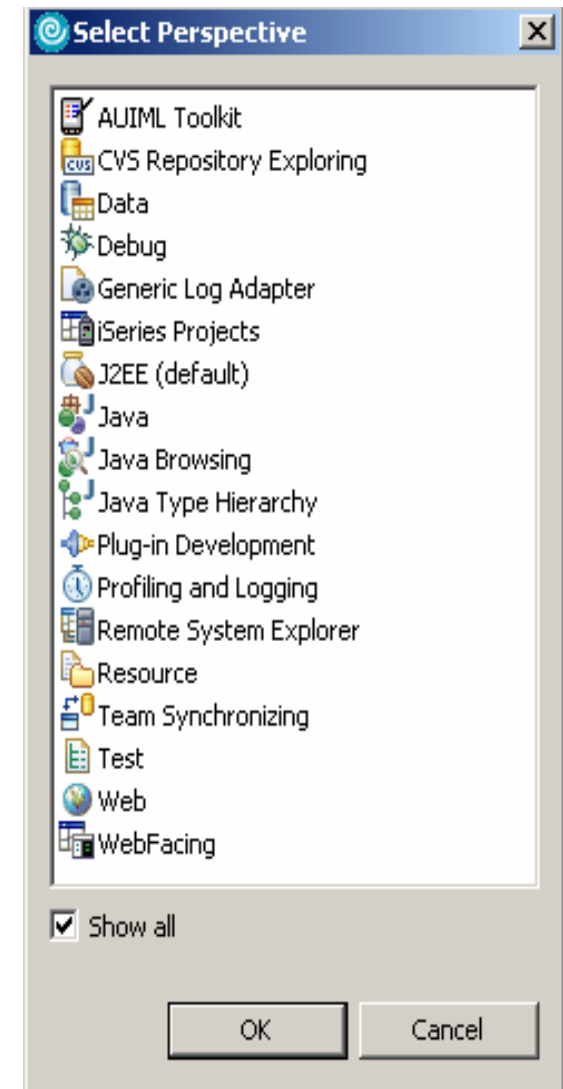 Select Perspective
AUIML Toolkit
CVS Repository Exploring
Data
Debug
Generic Log Adapter
iSeries Projects
J2EE (default)
Java
Java Browsing
Java Type Hierarchy
Plug-in Development
Profiling and Logging
Remote System Explorer
Resource
Team Synchronizing
Test
Web
WebFacing
Show all
OK Cancel